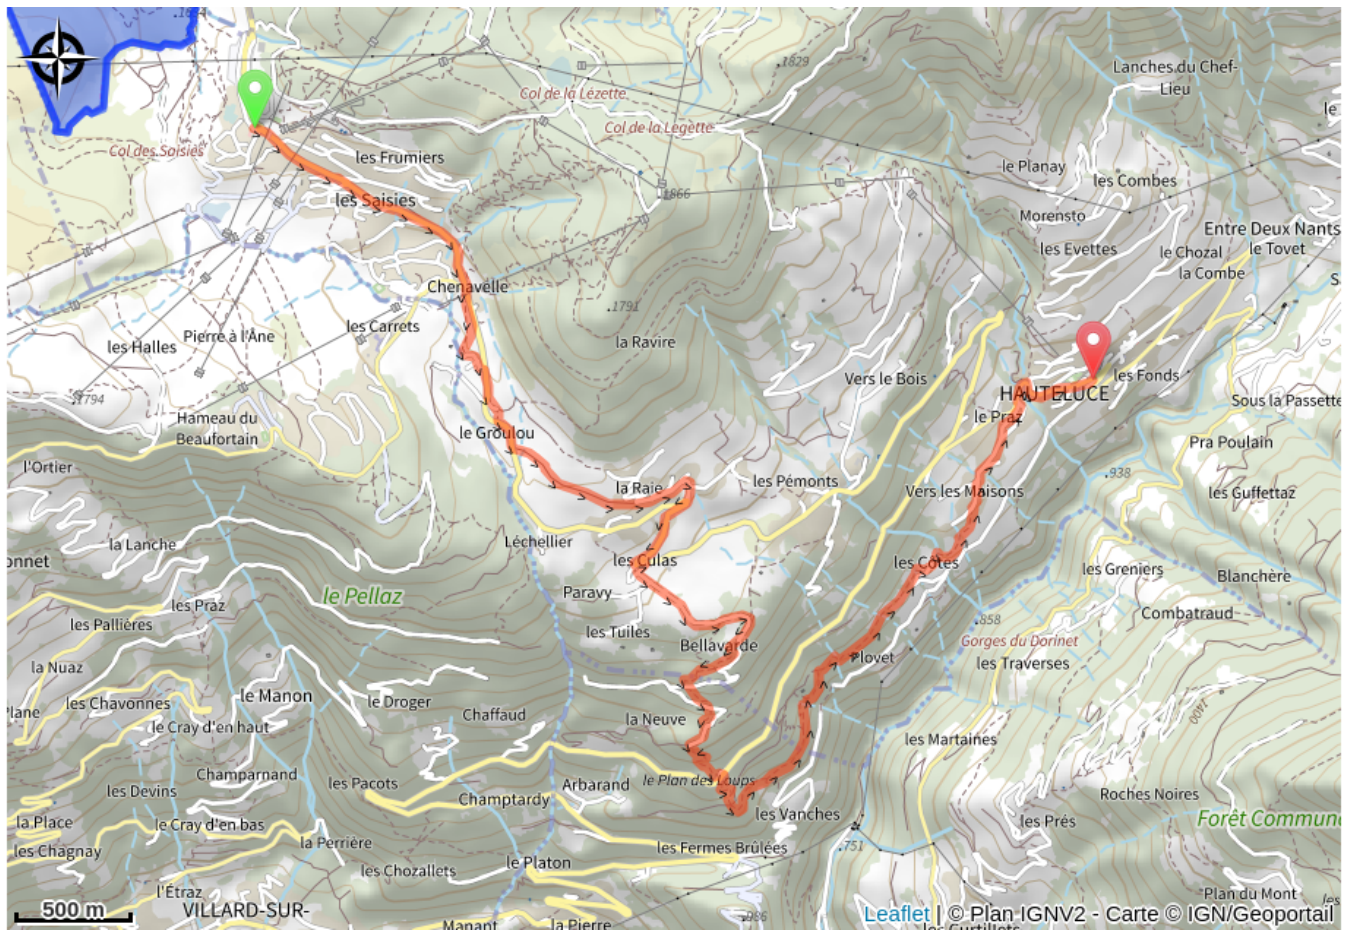 1829
Lanches du Chef-
Lieu
Col de la Lézette
Col de la Légette
le
Col des Saisies
les Frumiers
le Planay
les Combes
les Saisies
1866
Morensto
Entre Deux Nants
les Evettes
le Chozal
le Tovet
la Combe
Chenavelle
S
1791
les Carrets
Pierre à l'Âne
les Halles
la Ravire
Vers le Bois
les Fonds
HAUTELUCE
1794
Sous la Passette
Hameau du
Beaufortain
le Praz
le Groulou
Pra Poulain
l'Ortier
938
la Raie
les Pémonts
Vers les Maisons
les Guffettaz
Léchellier
la Lanche
onnet
les Culas
les Côtes
les Greniers
Blanchère
le Pellaz
Paravy
les Praz
Combatraud
les Pallières
les Tuiles
858
Gorges du Dorinet
Bellavarde
Plovet
les Traverses
la Nuaz
le Manon
les Chavonnes
le Droger
Plane
Chaffaud
la Neuve
1400
le Cray d'en haut
les Martaines
Champarnand
les Pacots
Arbarand
le Plan des Loups
les Devins
Champtardy
Roches Noires
les Vanches
la Place
le Cray d'en bas
les Prés
Forêt Commun
la Perrière
les Fermes Brûlées
751
les Chagnay
le Platon
les Chozallets
l'Étraz
Plan du Mont
les
500 m
VILLARD-SUR-
986
Manant
la Pierre
Leaflet | © Plan IGNV2 - Carte © IGN/Geoportail
les Curtillets